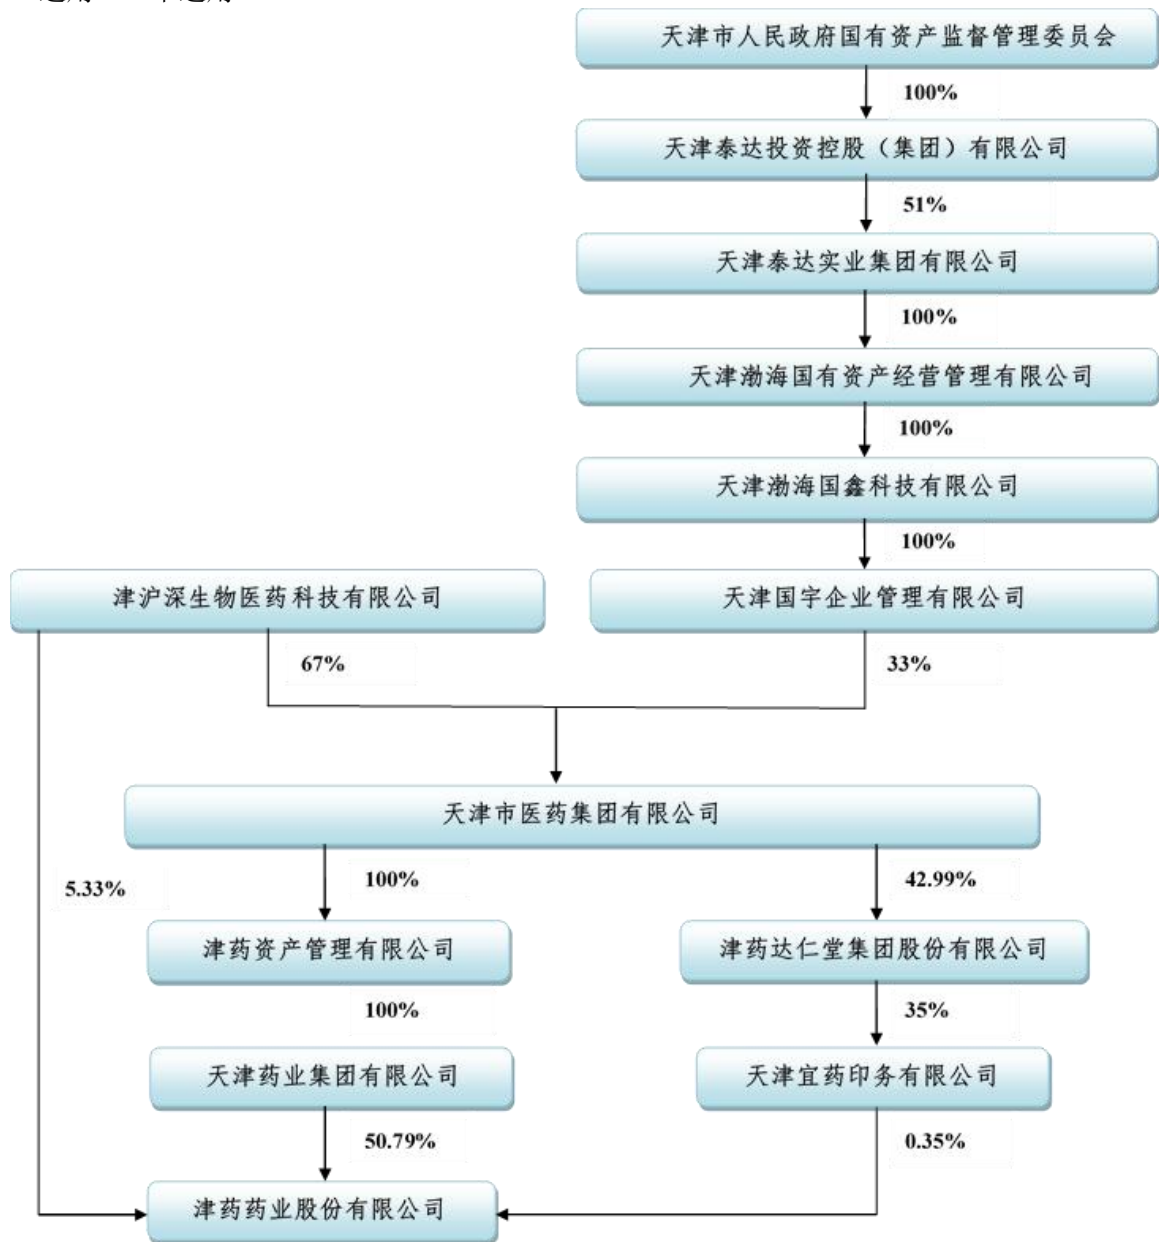 天津市人民政府国有资产监督管理委员会
100%
天津泰达投资控股（集团）有限公司
51%
天津泰达实业集团有限公司
100%
天津渤海国有资产经营管理有限公司
100%
天津渤海国鑫科技有限公司
100%
津沪深生物医药科技有限公司
天津国宇企业管理有限公司
67%
33%
天津市医药集团有限公司
5.33%
100%
42.99%
津药资产管理有限公司
津药达仁堂集团股份有限公司
100%
35%
天津药业集团有限公司
天津宜药印务有限公司
50.79%
0.35%
津药药业股份有限公司